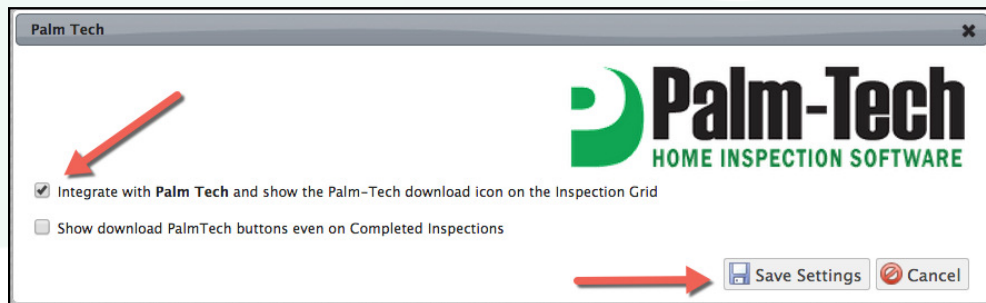 Palm Tech
Palm-Tech
HOME INSPECTION SOFTWARE
Integrate with Palm Tech and show the Palm-Tech download icon on the Inspection Grid
Show download PalmTech buttons even on Completed Inspections
Save Settings Cancel